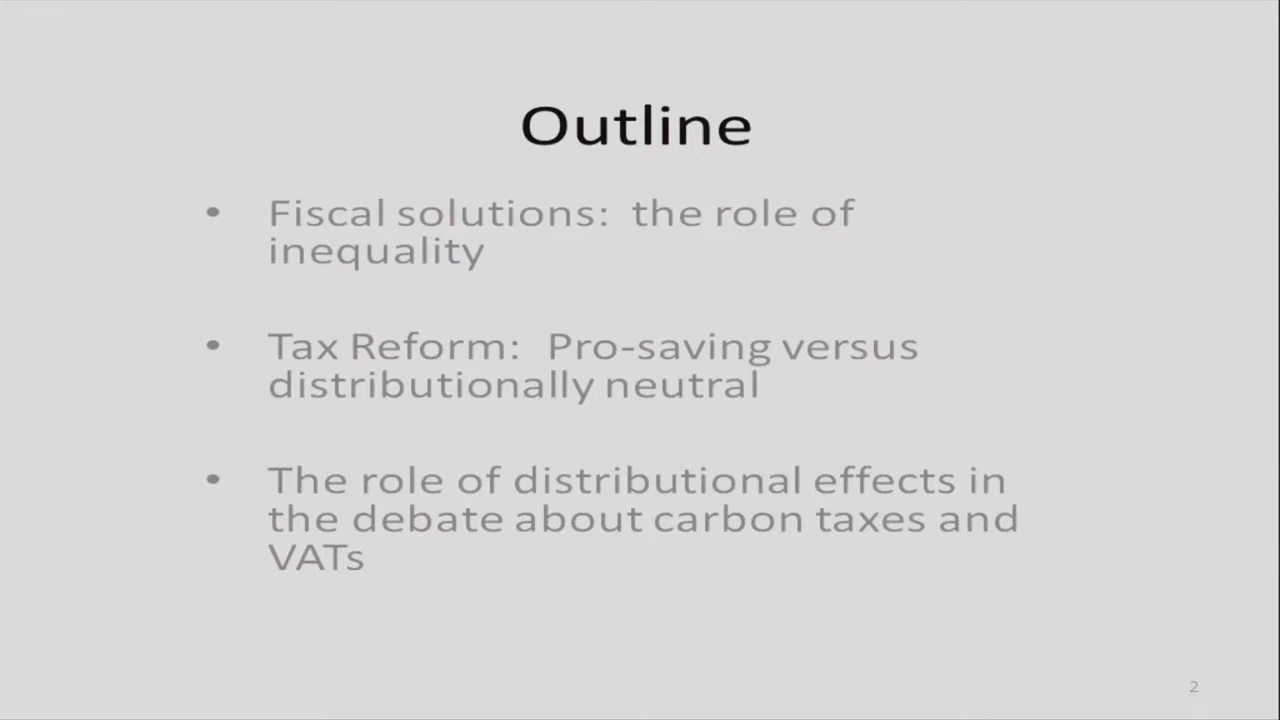 Outline
• Fiscal solutions: the role of
inequality
• Tax Reform: Pro-saving versus
distributionally neutral
• The role of distributional effects in
the debate about carbon taxes and
VATs
2